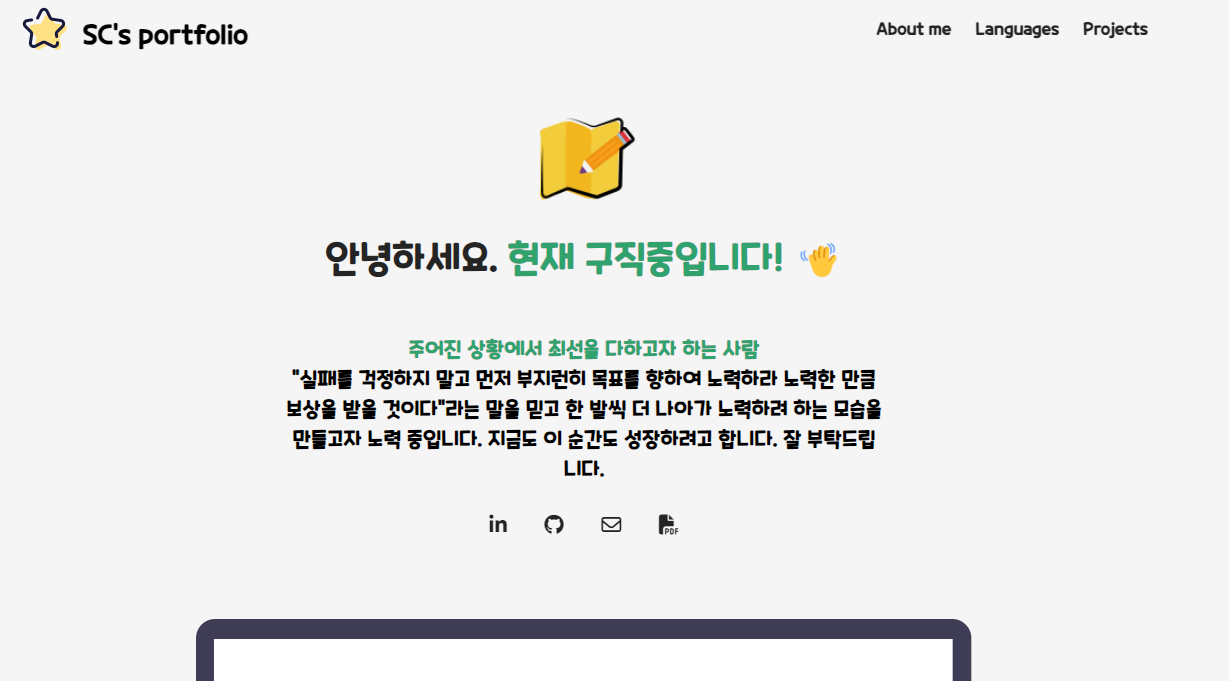 SC's portfolio
About me
Languages
Projects
안녕하세요. 현재 구직중입니다!
주어진 상황에서 최선을 다하고자 하는 사람
"실패를 걱정하지 말고 먼저 부지런히 목표를 향하여 노력하라 노력한 만큼
보상을 받을 것이다"라는 말을 믿고 한 발씩 더 나아가 노력하려 하는 모습을
만들고자 노력 중입니다. 지금도 이 순간도 성장하려고 합니다. 잘 부탁드립
니다.
in
PDF